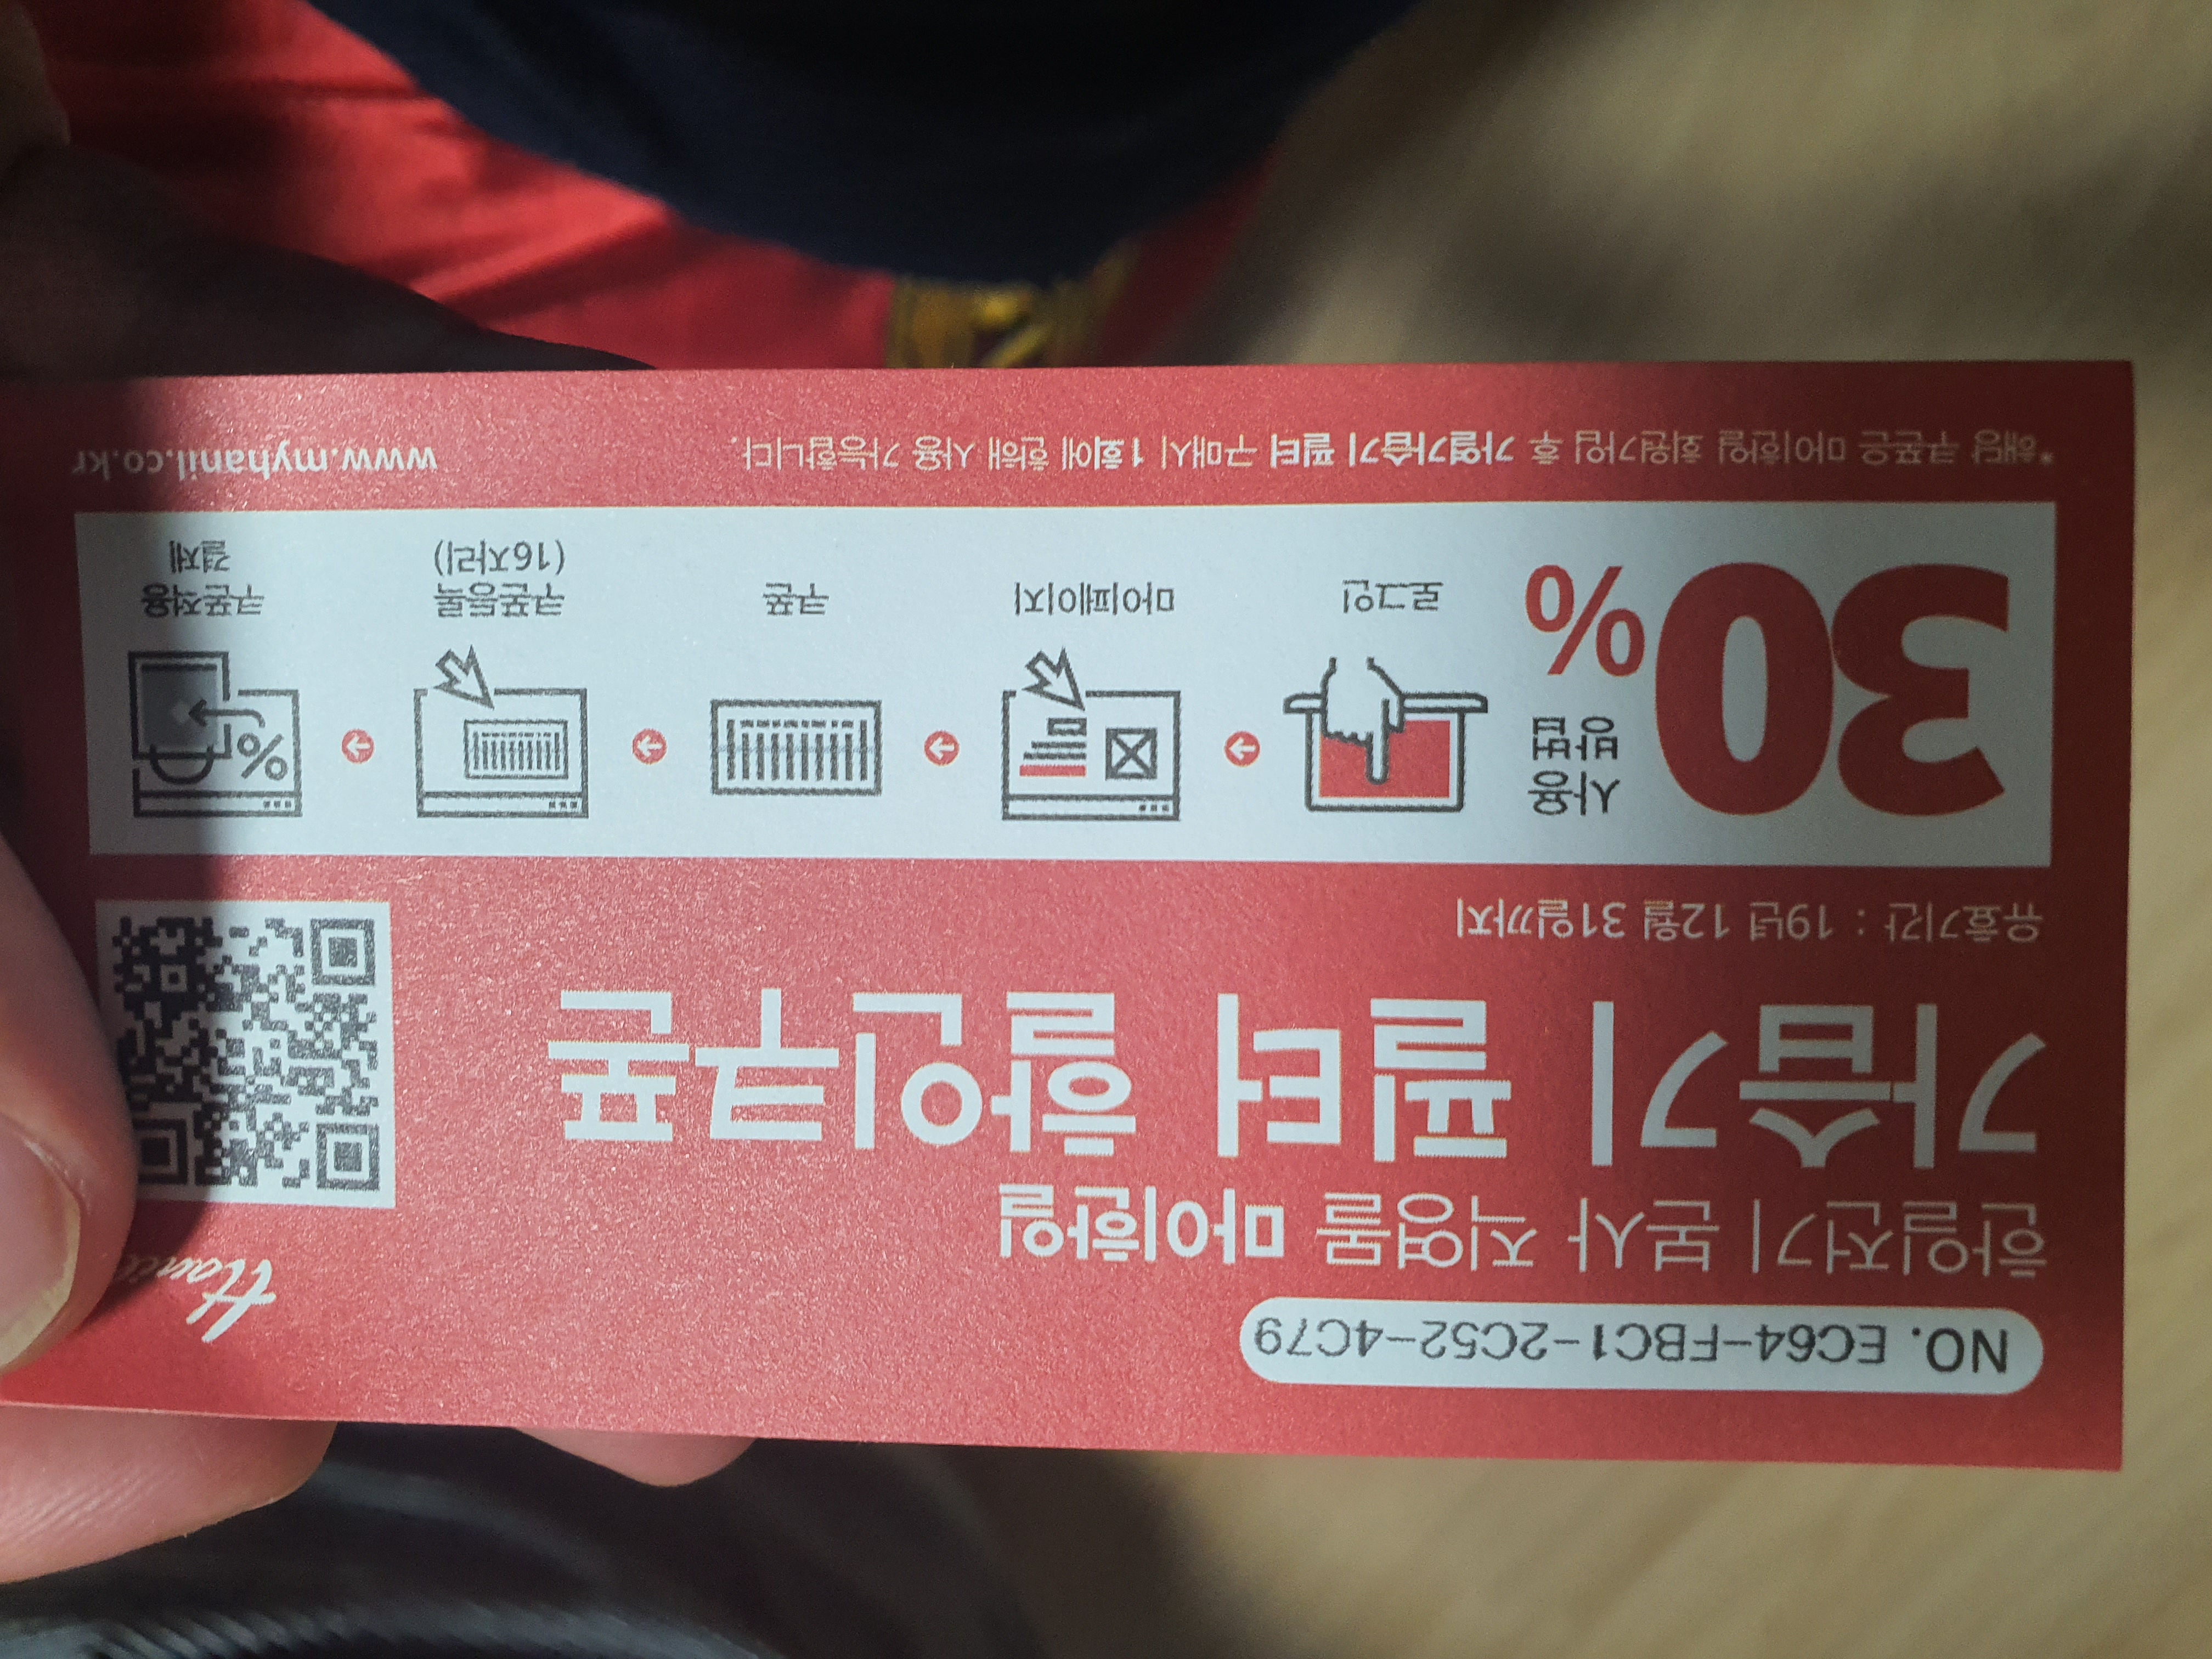 NO. EC64-FBC1-2C52-4C79
한일전기 본사 직영몰 마이한일
가습기 필터 할인쿠폰
유효기간 : 19년 12월 31일까지
30%
사용
방법
로그인
마이페이지
쿠폰
쿠폰등록
(16자리)
쿠폰적용
결제
%
*해당 쿠폰은 마이한일 회원가입 후 가열가습기 필터 구매시 1회에 한해 사용 가능합니다.
www.myhanil.co.kr